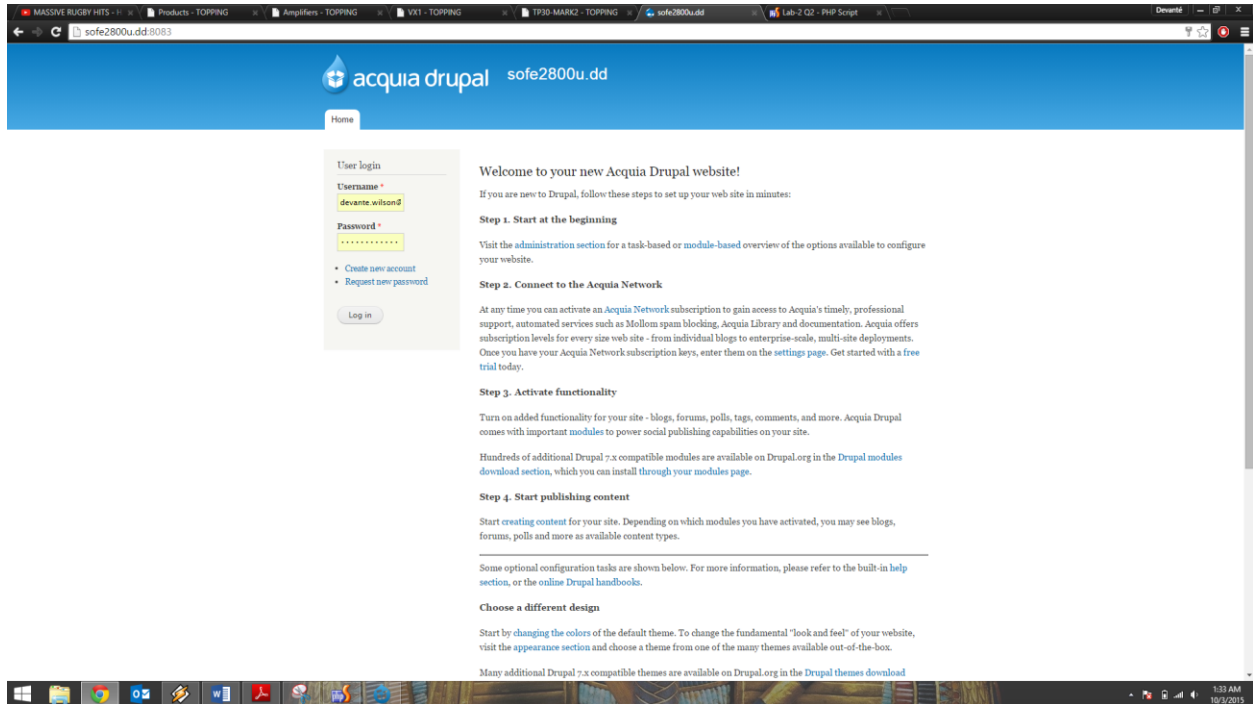 MASSIVE RUGBY HITS - H
Products - TOPPING
Amplifiers - TOPPING
VX1 - TOPPING
TP30-MARK2 - TOPPING
sofe2800u.dd
Lab-2 Q2 - PHP Script
Devanté
sofe2800u.dd:8083
acquia drupal
sofe2800u.dd
Home
User login
Username *
devante.wilson@
Password *
............
Create new account
Request new password
Log in
Welcome to your new Acquia Drupal website!
If you are new to Drupal, follow these steps to set up your web site in minutes:
Step 1. Start at the beginning
Visit the administration section for a task-based or module-based overview of the options available to configure
your website.
Step 2. Connect to the Acquia Network
At any time you can activate an Acquia Network subscription to gain access to Acquia's timely, professional
support, automated services such as Mollom spam blocking, Acquia Library and documentation. Acquia offers
subscription levels for every size web site - from individual blogs to enterprise-scale, multi-site deployments.
Once you have your Acquia Network subscription keys, enter them on the settings page. Get started with a free
trial today.
Step 3. Activate functionality
Turn on added functionality for your site - blogs, forums, polls, tags, comments, and more. Acquia Drupal
comes with important modules to power social publishing capabilities on your site.
Hundreds of additional Drupal 7.x compatible modules are available on Drupal.org in the Drupal modules
download section, which you can install through your modules page.
Step 4. Start publishing content
Start creating content for your site. Depending on which modules you have activated, you may see blogs,
forums, polls and more as available content types.
Some optional configuration tasks are shown below. For more information, please refer to the built-in help
section, or the online Drupal handbooks.
Choose a different design
Start by changing the colors of the default theme. To change the fundamental "look and feel" of your website,
visit the appearance section and choose a theme from one of the many themes available out-of-the-box.
Many additional Drupal 7.x compatible themes are available on Drupal.org in the Drupal themes download
1:33 AM
10/3/2015